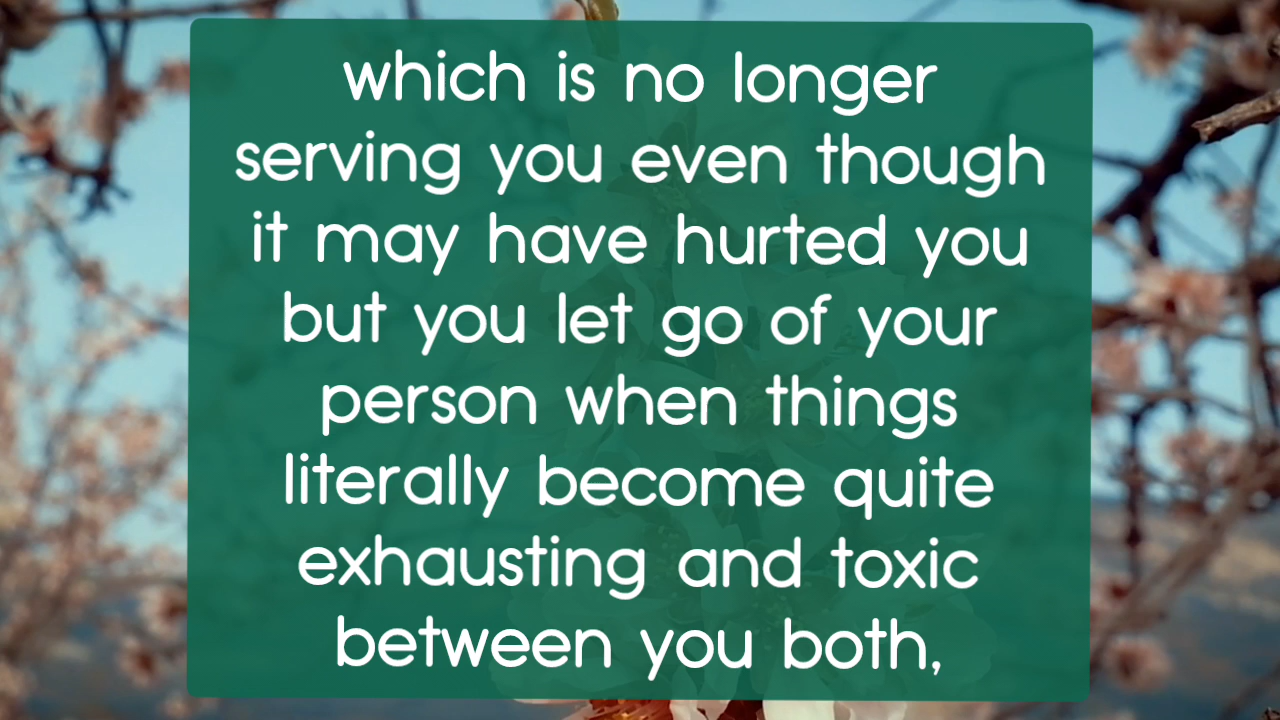 which is no longer
serving you even though
it may have hurted you
but you let go of your
person when things
literally become quite
exhausting and toxic
between you both,